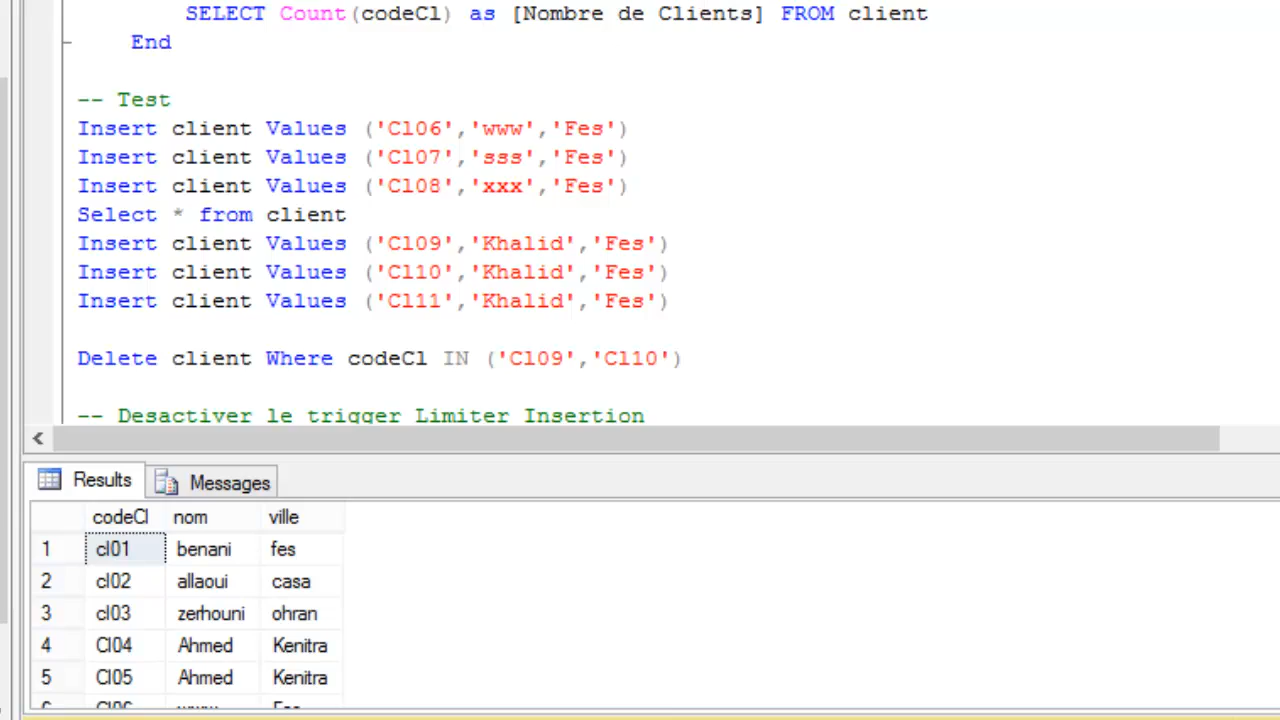 SELECT Count(codeCl) as [Nombre de Clients] FROM client
End
-- Test
Insert client Values ('Cl06','www','Fes')
Insert client Values ('Cl07','sss','Fes')
Insert client Values ('Cl08','xxx','Fes')
Select * from client
Insert client Values ('Cl09','Khalid','Fes')
Insert client Values ('Cl10','Khalid','Fes')
Insert client Values ('Cl11','Khalid','Fes')
Delete client Where codeCl IN ('Cl09','Cl10')
-- Desactiver le trigger Limiter Insertion
Results Messages
codeCl nom ville
1 cl01 benani fes
2 cl02 allaoui casa
3 cl03 zerhouni ohran
4 Cl04 Ahmed Kenitra
5 Cl05 Ahmed Kenitra